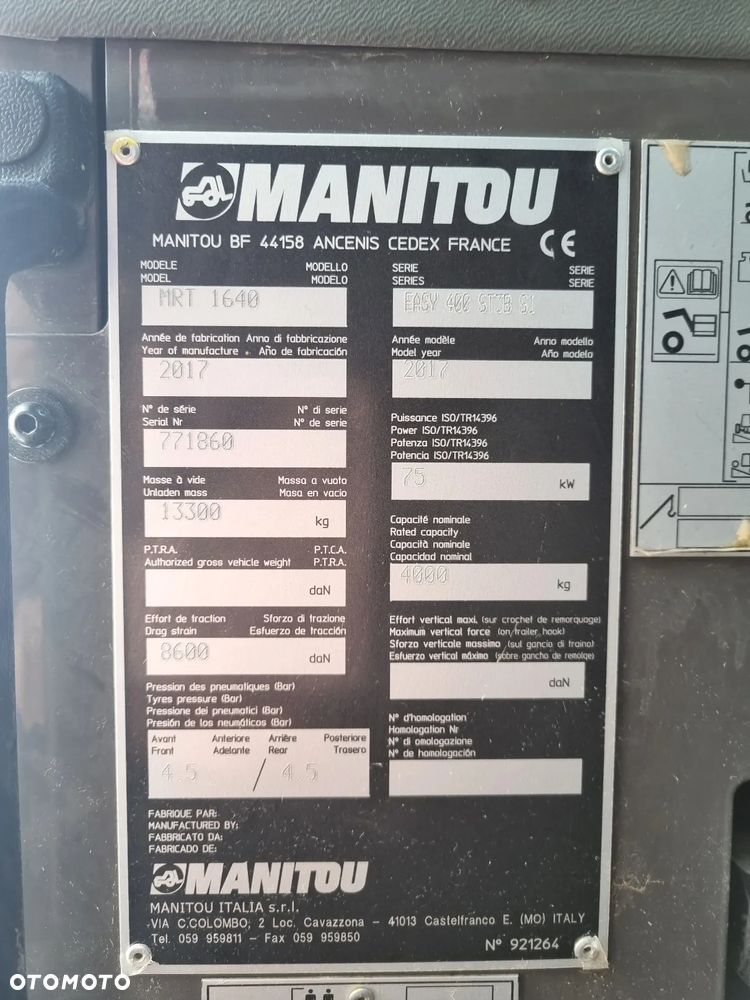 MANITOU
MANITOU BF 44158 ANCENIS CEDEX FRANCE CE
MODELE MODELLO
MODEL MODELO
MRT 1640
SERIE SERIE
SERIES SERIE
EASY 400 ST3B S1
Année de fabrication Anno di fabbricazione
Year of manufacture Año de fabricación
2017
Année modèle Anno modello
Model year Año modelo
2017
N° de série N° di serie
Serial Nr N° de serie
771860
Puissance ISO/TR14396
Power ISO/TR14396
Potenza ISO/TR14396
Potencia ISO/TR14396
75 kW
Masse à vide Massa a vuoto
Unladen mass Masa en vacio
13300 kg
Capacité nominale
Rated capacity
Capacità nominale
Capacidad nominal
4000 kg
P.T.R.A. P.T.C.A.
Authorized gross vehicle weight P.T.R.A.
daN
Effort de traction Sforzo di trazione
Drag strain Esfuerzo de tracción
8600 daN
Effort vertical maxi. (sur crochet de remorquage)
Maximum vertical force (on trailer hook)
Sforzo verticale massimo (sul gancio di traino)
Esfuerzo vertical máximo (sobre gancho de remolqe)
daN
Pression des pneumatiques (Bar)
Tyres pressure (Bar)
Pressione dei pneumatici (Bar)
Presión de los neumáticos (Bar)
Avant Anteriore Arrière Posteriore
Front Adelante Rear Trasero
4.5 / 4.5
N° d'homologation
Homologation Nr
N° di omologazione
N° de homologación
FABRIQUE PAR:
MANUFACTURED BY:
FABBRICATO DA:
FABRICADO DE:
MANITOU
MANITOU ITALIA s.r.l.
VIA C.COLOMBO, 2 Loc. Cavazzona - 41013 Castelfranco E. (MO) ITALY
Tel. 059 959811 - Fax 059 959850
N° 921264
OTOMOTO